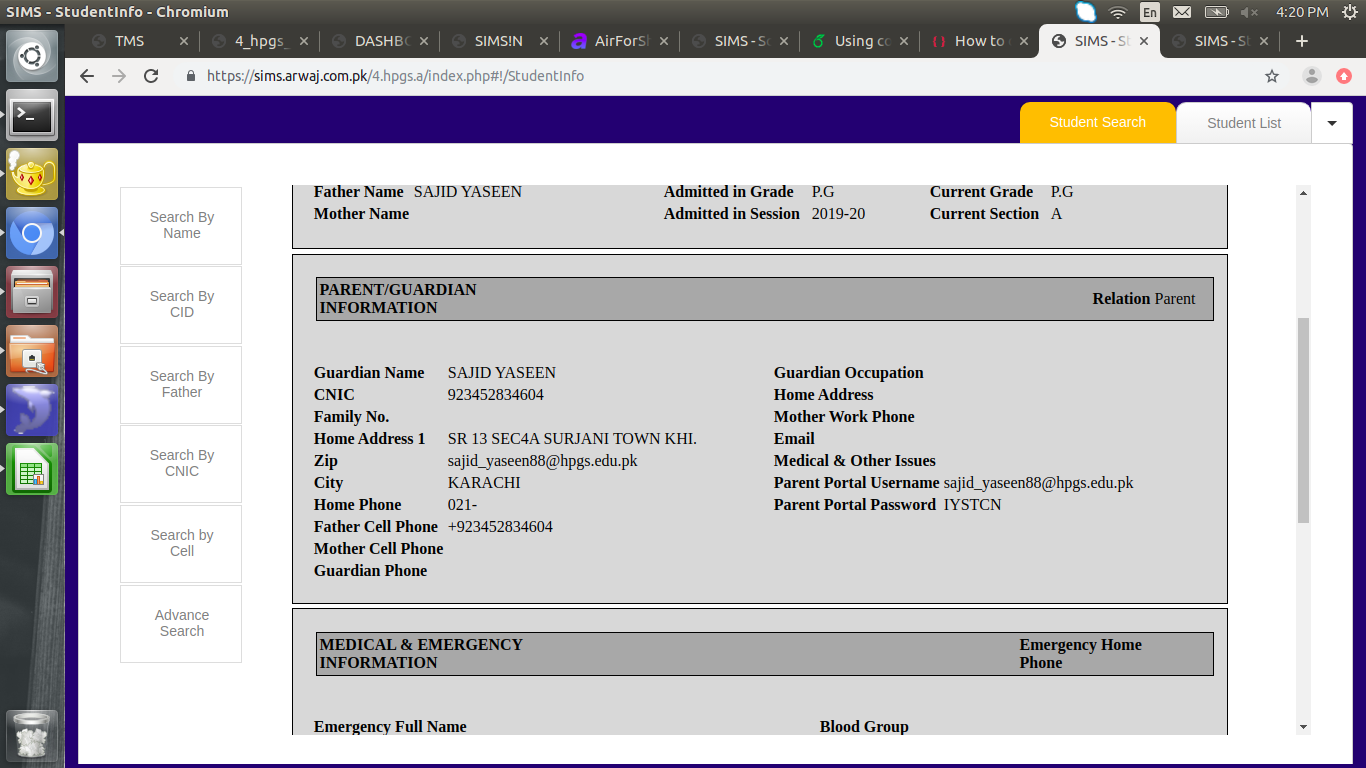 SIMS - StudentInfo - Chromium
En
4:20 PM
TMS
4_hpgs_
DASHBO
SIMS!N
AirForSh
SIMS - Sc
Using co
How to
SIMS - St
SIMS - St
https://sims.arwaj.com.pk/4.hpgs.a/index.php#!/StudentInfo
Student Search
Student List
Search By Name
Search By CID
Search By Father
Search By CNIC
Search by Cell
Advance Search
Father Name SAJID YASEEN Admitted in Grade P.G Current Grade P.G
Mother Name Admitted in Session 2019-20 Current Section A
PARENT/GUARDIAN
INFORMATION
Relation Parent
Guardian Name SAJID YASEEN Guardian Occupation
CNIC 923452834604 Home Address
Family No. Mother Work Phone
Home Address 1 SR 13 SEC4A SURJANI TOWN KHI. Email
Zip sajid_yaseen88@hpgs.edu.pk Medical & Other Issues
City KARACHI Parent Portal Username sajid_yaseen88@hpgs.edu.pk
Home Phone 021- Parent Portal Password IYSTCN
Father Cell Phone +923452834604
Mother Cell Phone
Guardian Phone
MEDICAL & EMERGENCY
INFORMATION
Emergency Home
Phone
Emergency Full Name Blood Group